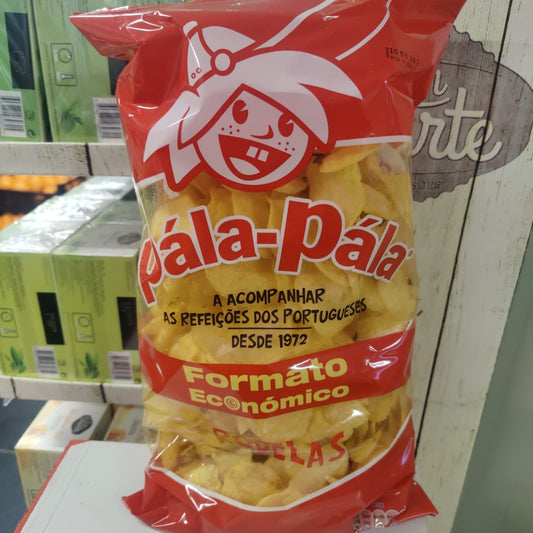 pála-pála
A ACOMPANHAR
AS REFEIÇÕES DOS PORTUGUESES
DESDE 1972
Formato
Económico